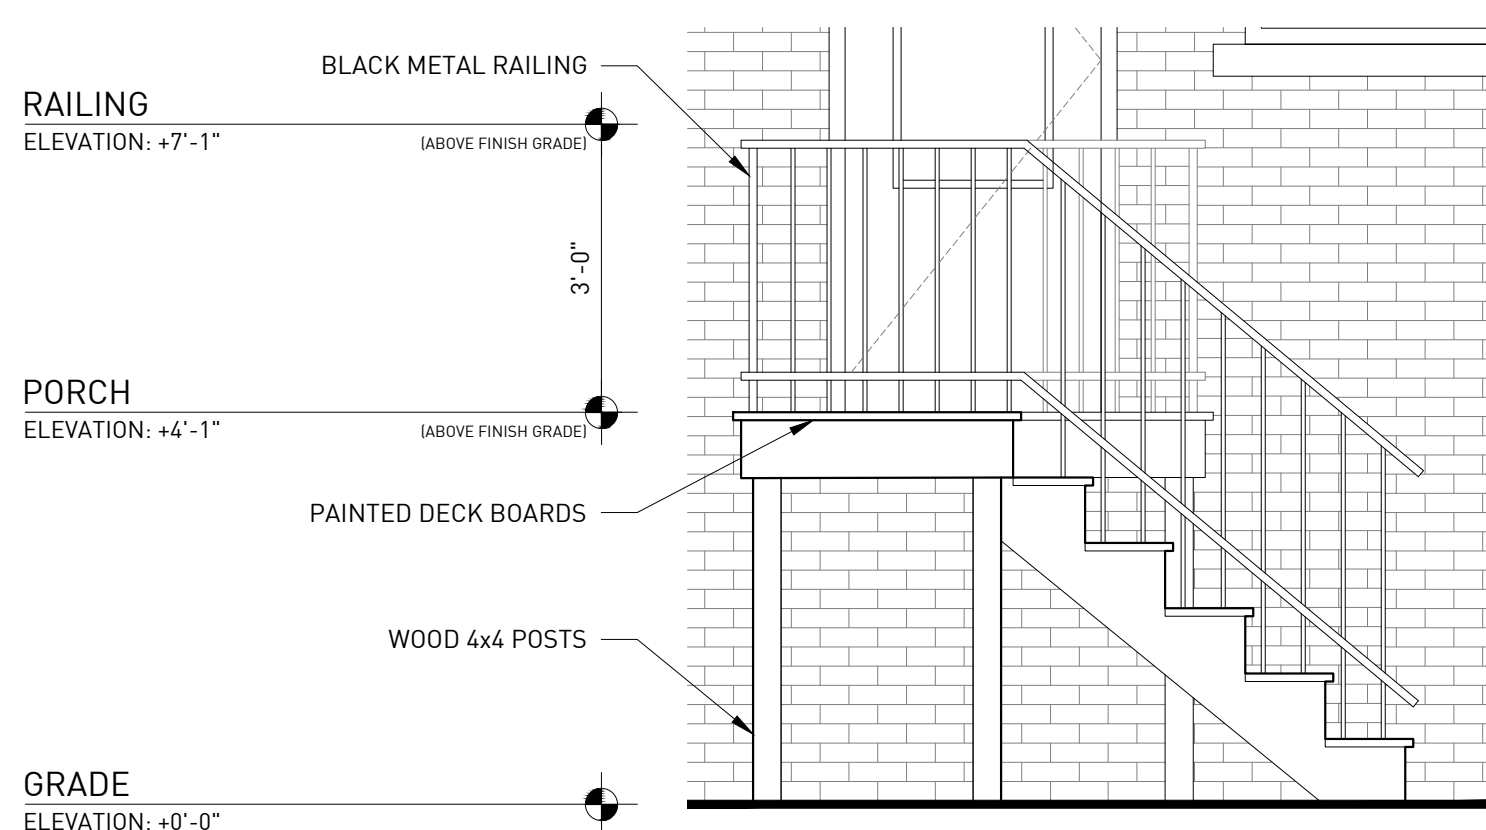 BLACK METAL RAILING
RAILING
ELEVATION: +7'-1"
(ABOVE FINISH GRADE)
3'-0"
PORCH
ELEVATION: +4'-1"
(ABOVE FINISH GRADE)
PAINTED DECK BOARDS
WOOD 4x4 POSTS
GRADE
ELEVATION: +0'-0"